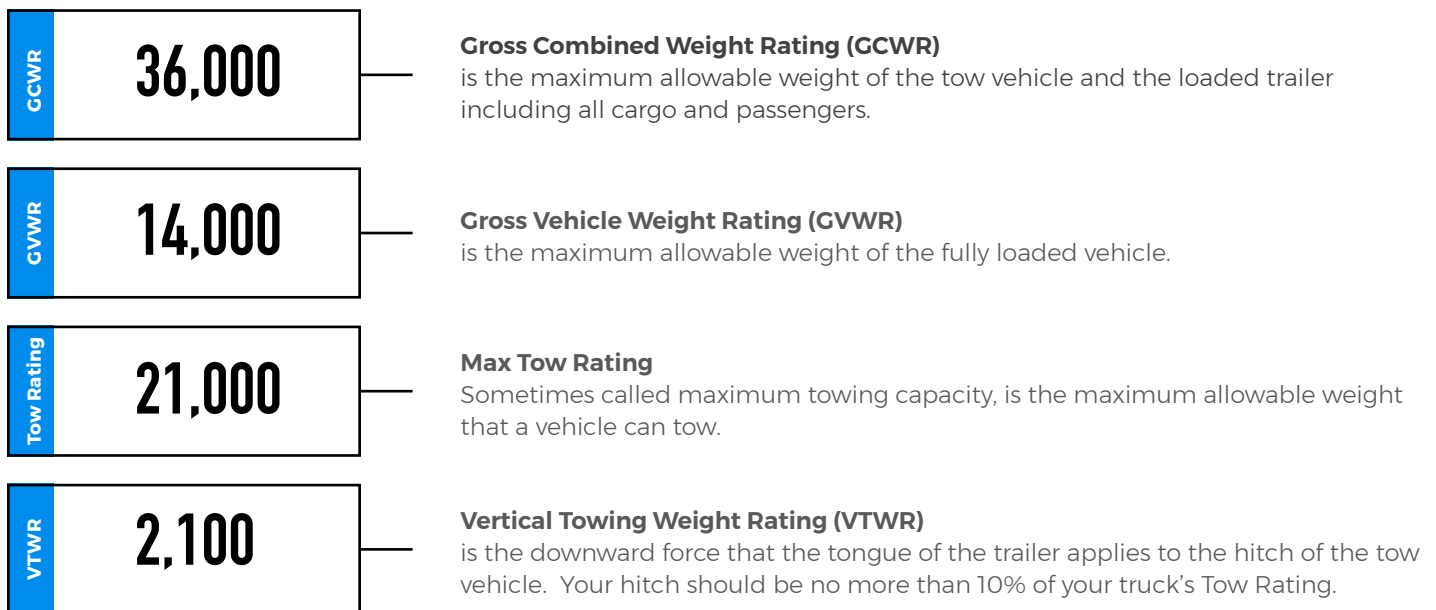 GCWR
36,000
Gross Combined Weight Rating (GCWR)
is the maximum allowable weight of the tow vehicle and the loaded trailer
including all cargo and passengers.
GVWR
14,000
Gross Vehicle Weight Rating (GVWR)
is the maximum allowable weight of the fully loaded vehicle.
Tow Rating
21,000
Max Tow Rating
Sometimes called maximum towing capacity, is the maximum allowable weight
that a vehicle can tow.
VTWR
2,100
Vertical Towing Weight Rating (VTWR)
is the downward force that the tongue of the trailer applies to the hitch of the tow
vehicle.  Your hitch should be no more than 10% of your truck's Tow Rating.